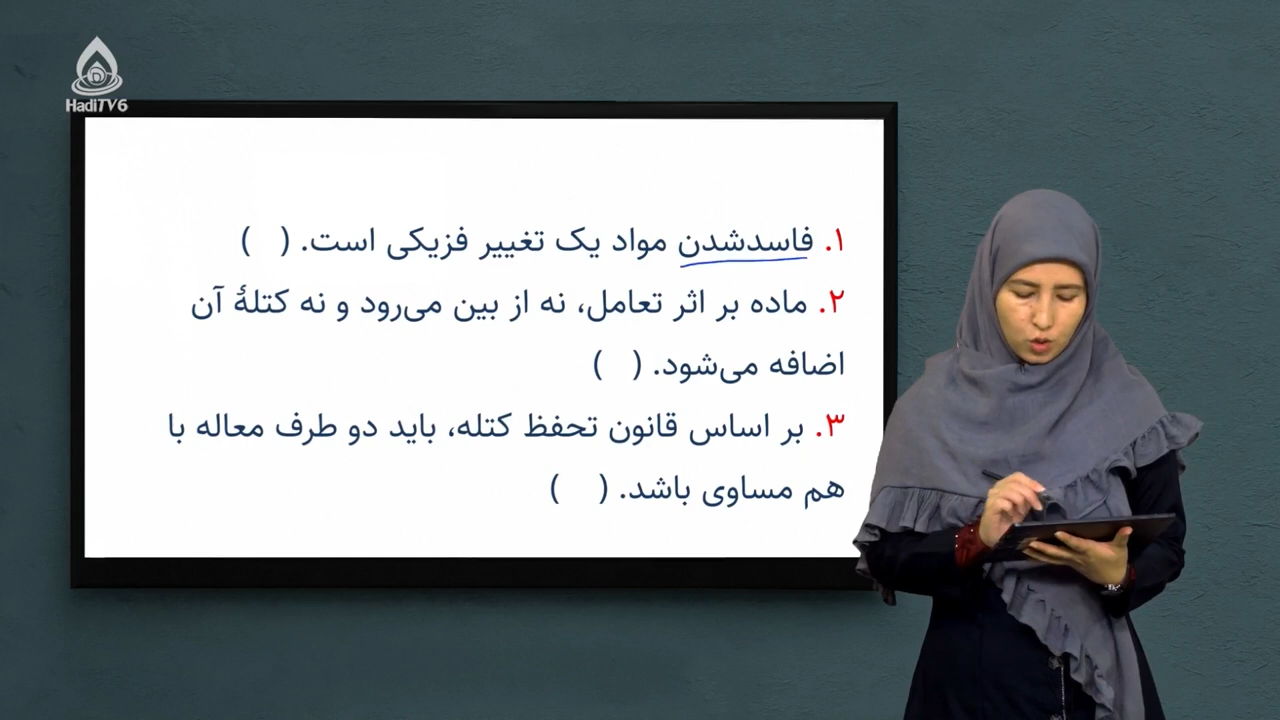 HadiTV6
۱. فاسدشدن مواد یک تغییر فزیکی است. (   )
۲. ماده بر اثر تعامل، نه از بین می‌رود و نه کتلهٔ آن
اضافه می‌شود. (   )
۳. بر اساس قانون تحفظ کتله، باید دو طرف معاله با
هم مساوی باشد. (   )